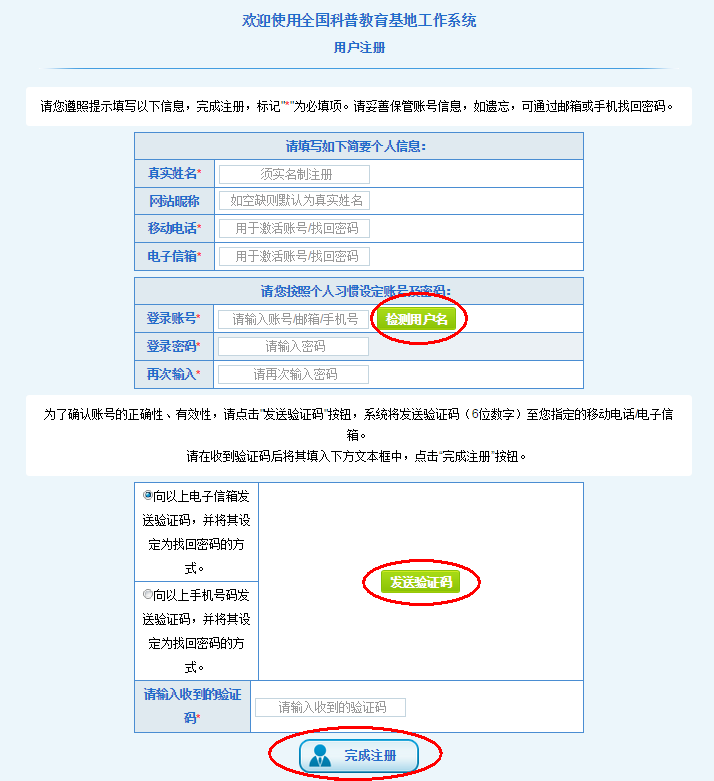 欢迎使用全国科普教育基地工作系统
用户注册
请您遵照提示填写以下信息，完成注册，标记"*"为必填项。请妥善保管账号信息，如遗忘，可通过邮箱或手机找回密码。
请填写如下简要个人信息：
真实姓名* 须实名制注册
网站昵称 如空缺则默认为真实姓名
移动电话* 用于激活账号/找回密码
电子信箱* 用于激活账号/找回密码
请您按照个人习惯设定账号及密码：
登录账号* 请输入账号/邮箱/手机号 检测用户名
登录密码* 请输入密码
再次输入* 请再次输入密码
为了确认账号的正确性、有效性，请点击"发送验证码"按钮，系统将发送验证码（6位数字）至您指定的移动电话/电子信
箱。
请在收到验证码后将其填入下方文本框中，点击"完成注册"按钮。
向以上电子信箱发
送验证码，并将其设
定为找回密码的方
式。
发送验证码
向以上手机号码发
送验证码，并将其设
定为找回密码的方
式。
请输入收到的验证
码*
请输入收到的验证码
完成注册